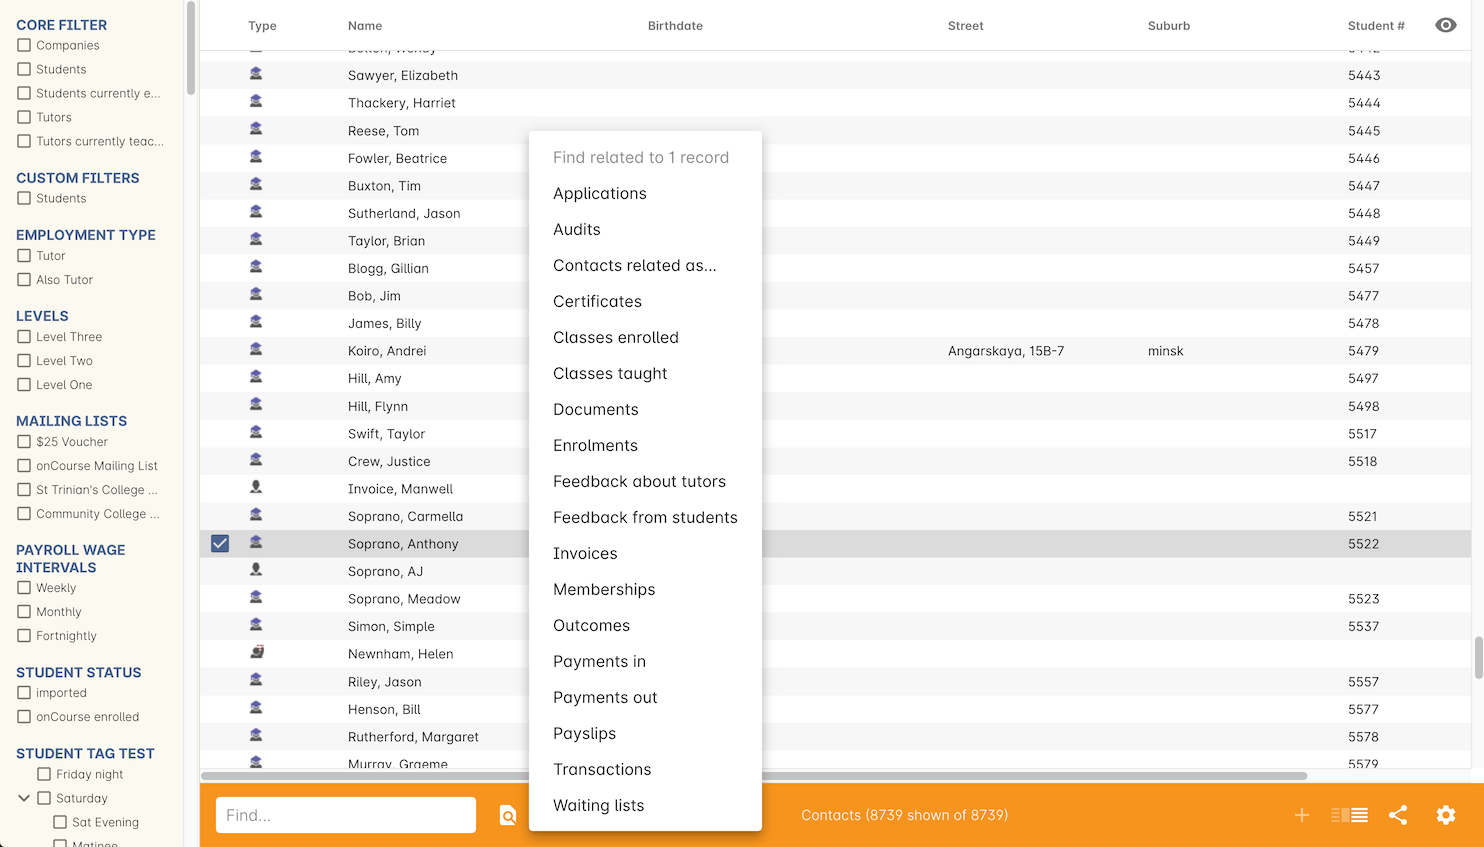 CORE FILTER
Companies
Students
Students currently e...
Tutors
Tutors currently teac...
CUSTOM FILTERS
Students
EMPLOYMENT TYPE
Tutor
Also Tutor
LEVELS
Level Three
Level Two
Level One
MAILING LISTS
$25 Voucher
onCourse Mailing List
St Trinian's College ...
Community College ...
PAYROLL WAGE
INTERVALS
Weekly
Monthly
Fortnightly
STUDENT STATUS
imported
onCourse enrolled
STUDENT TAG TEST
Friday night
Saturday
Sat Evening
Matinee
Type Name Birthdate Street Suburb Student #
Sawyer, Elizabeth 5443
Thackery, Harriet 5444
Reese, Tom 5445
Fowler, Beatrice 5446
Buxton, Tim 5447
Sutherland, Jason 5448
Taylor, Brian 5449
Blogg, Gillian 5457
Bob, Jim 5477
James, Billy 5478
Koiro, Andrei Angarskaya, 15B-7 minsk 5479
Hill, Amy 5497
Hill, Flynn 5498
Swift, Taylor 5517
Crew, Justice 5518
Invoice, Manwell
Soprano, Carmella 5521
Soprano, Anthony 5522
Soprano, AJ
Soprano, Meadow 5523
Simon, Simple 5537
Newnham, Helen
Riley, Jason 5557
Henson, Bill 5577
Rutherford, Margaret 5578
Murray, Graeme 5579
Find related to 1 record
Applications
Audits
Contacts related as...
Certificates
Classes enrolled
Classes taught
Documents
Enrolments
Feedback about tutors
Feedback from students
Invoices
Memberships
Outcomes
Payments in
Payments out
Payslips
Transactions
Waiting lists
Find...
Contacts (8739 shown of 8739)